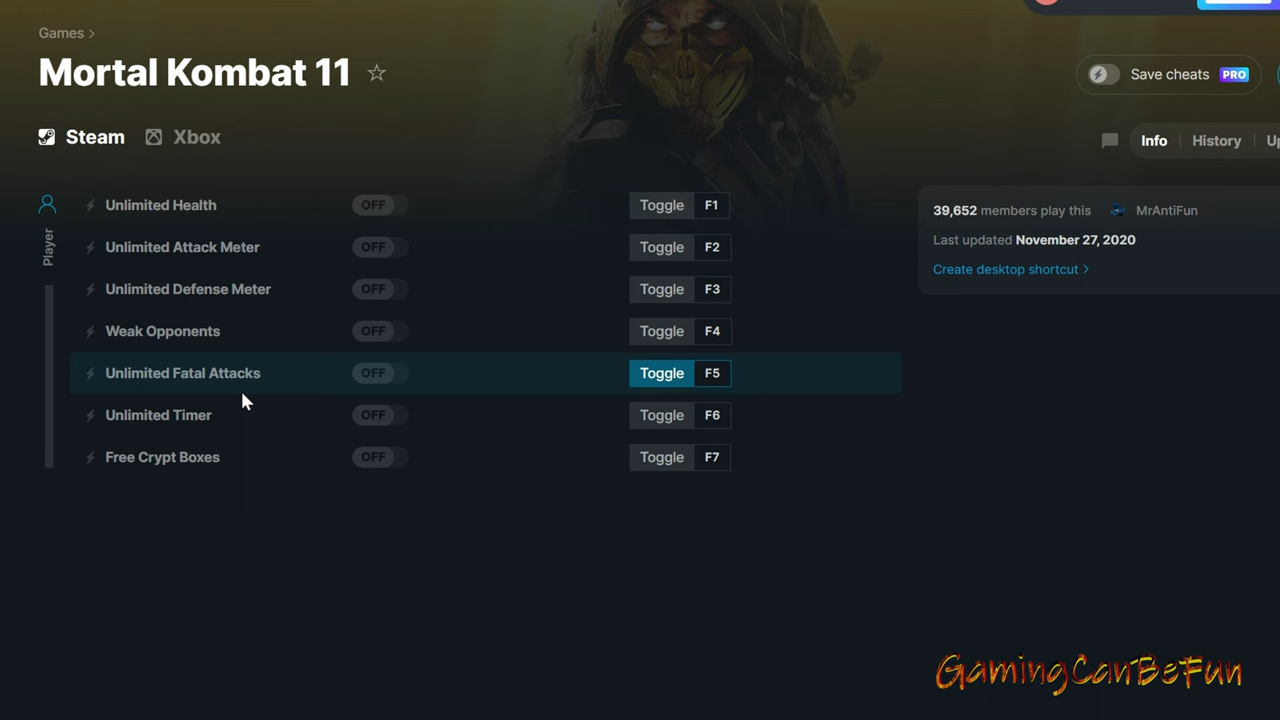 Games >
Mortal Kombat 11
Save cheats PRO
Steam Xbox
Info History
Player
Unlimited Health OFF Toggle F1
Unlimited Attack Meter OFF Toggle F2
Unlimited Defense Meter OFF Toggle F3
Weak Opponents OFF Toggle F4
Unlimited Fatal Attacks OFF Toggle F5
Unlimited Timer OFF Toggle F6
Free Crypt Boxes OFF Toggle F7
39,652 members play this MrAntiFun
Last updated November 27, 2020
Create desktop shortcut >
GamingCanBeFun